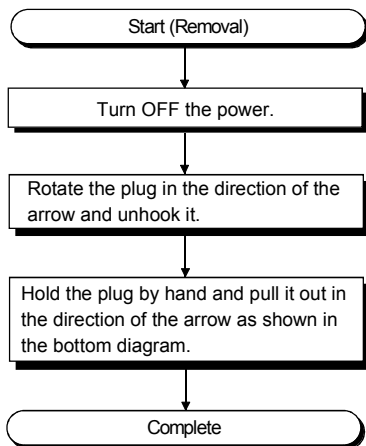 Start (Removal)
Turn OFF the power.
Rotate the plug in the direction of the
arrow and unhook it.
Hold the plug by hand and pull it out in
the direction of the arrow as shown in
the bottom diagram.
Complete